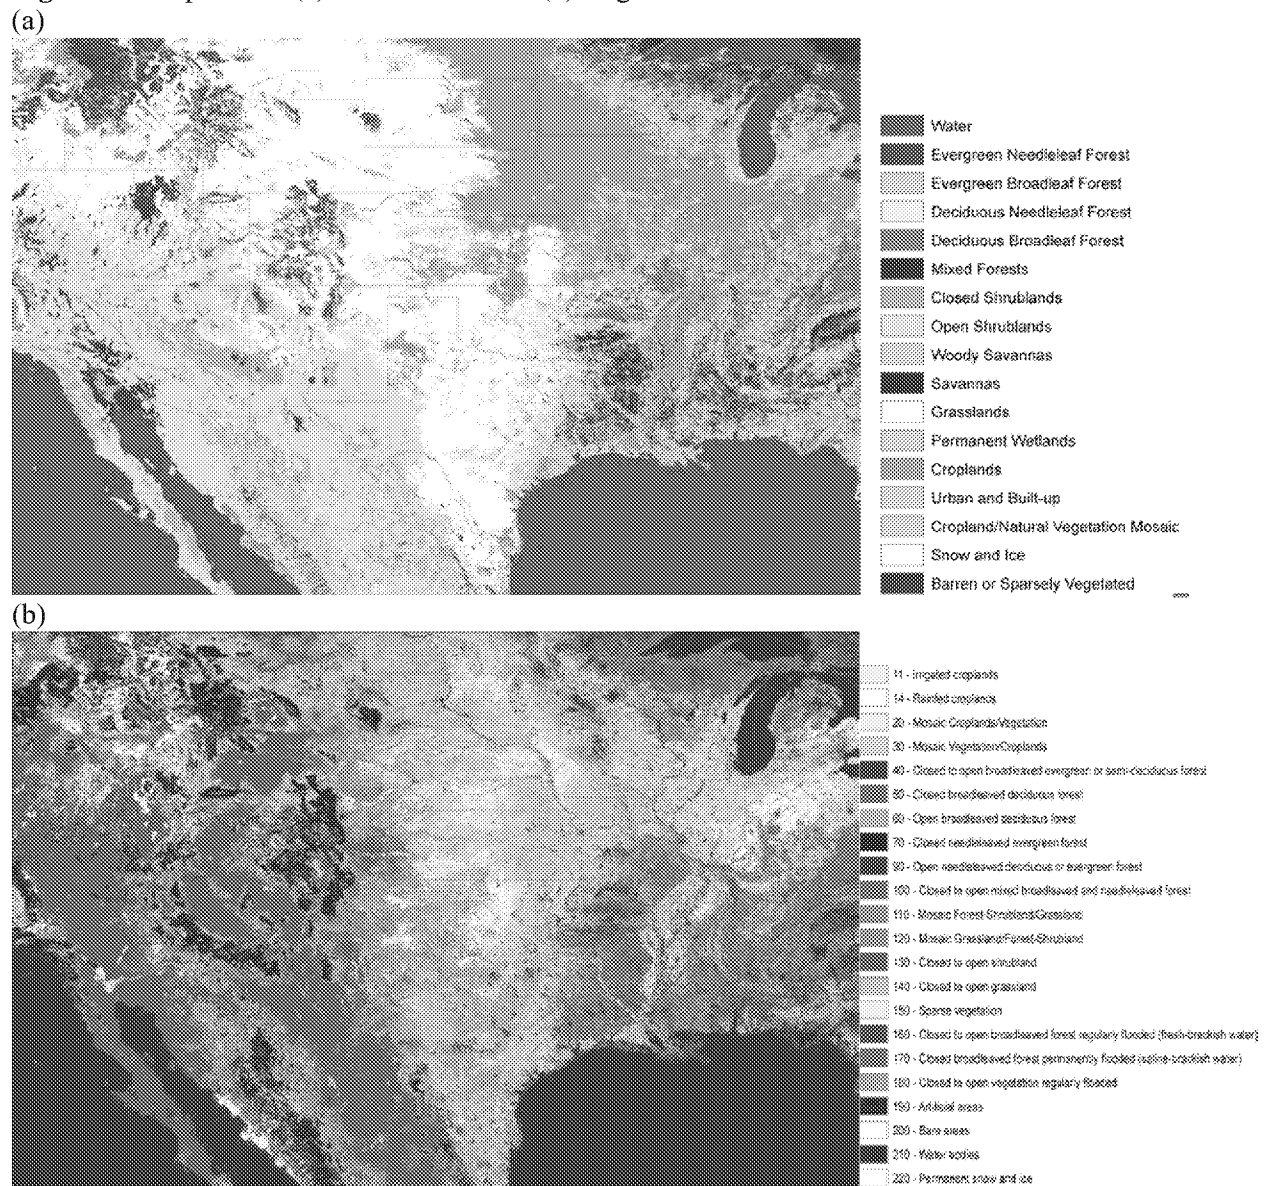 (a)
Water
Evergreen Needleleaf Forest
Evergreen Broadleaf Forest
Deciduous Needleleaf Forest
Deciduous Broadleaf Forest
Mixed Forests
Closed Shrublands
Open Shrublands
Woody Savannas
Savannas
Grasslands
Permanent Wetlands
Croplands
Urban and Built-up
Cropland/Natural Vegetation Mosaic
Snow and Ice
Barren or Sparsely Vegetated
(b)
11 - Irrigated croplands
14 - Rainfed croplands
20 - Mosaic Croplands/Vegetation
30 - Mosaic Vegetation/Croplands
40 - Closed to open broadleaved evergreen or semi-deciduous forest
50 - Closed broadleaved deciduous forest
60 - Open broadleaved deciduous forest
70 - Closed needleleaved evergreen forest
90 - Open needleleaved deciduous or evergreen forest
100 - Closed to open mixed broadleaved and needleleaved forest
110 - Mosaic Forest-Shrubland/Grassland
120 - Mosaic Grassland/Forest-Shrubland
130 - Closed to open shrubland
140 - Closed to open grassland
150 - Sparse vegetation
160 - Closed to open broadleaved forest regularly flooded (fresh-brackish water)
170 - Closed broadleaved forest permanently flooded (saline-brackish water)
180 - Closed to open vegetation regularly flooded
190 - Artificial areas
200 - Bare areas
210 - Water bodies
220 - Permanent snow and ice